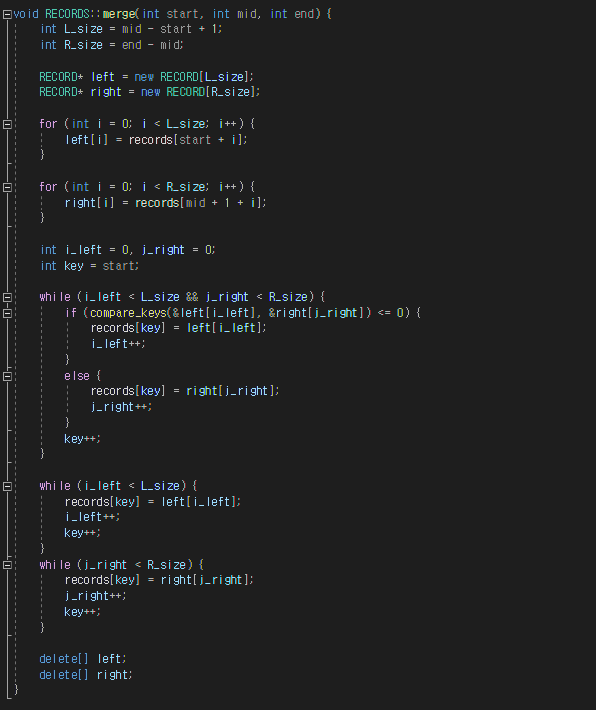 void RECORDS::merge(int start, int mid, int end) {
int L_size = mid - start + 1;
int R_size = end - mid;
RECORD* left = new RECORD[L_size];
RECORD* right = new RECORD[R_size];
for (int i = 0; i < L_size; i++) {
left[i] = records[start + i];
}
for (int i = 0; i < R_size; i++) {
right[i] = records[mid + 1 + i];
}
int i_left = 0, j_right = 0;
int key = start;
while (i_left < L_size && j_right < R_size) {
if (compare_keys(&left[i_left], &right[j_right]) <= 0) {
records[key] = left[i_left];
i_left++;
}
else {
records[key] = right[j_right];
j_right++;
}
key++;
}
while (i_left < L_size) {
records[key] = left[i_left];
i_left++;
key++;
}
while (j_right < R_size) {
records[key] = right[j_right];
j_right++;
key++;
}
delete[] left;
delete[] right;
}